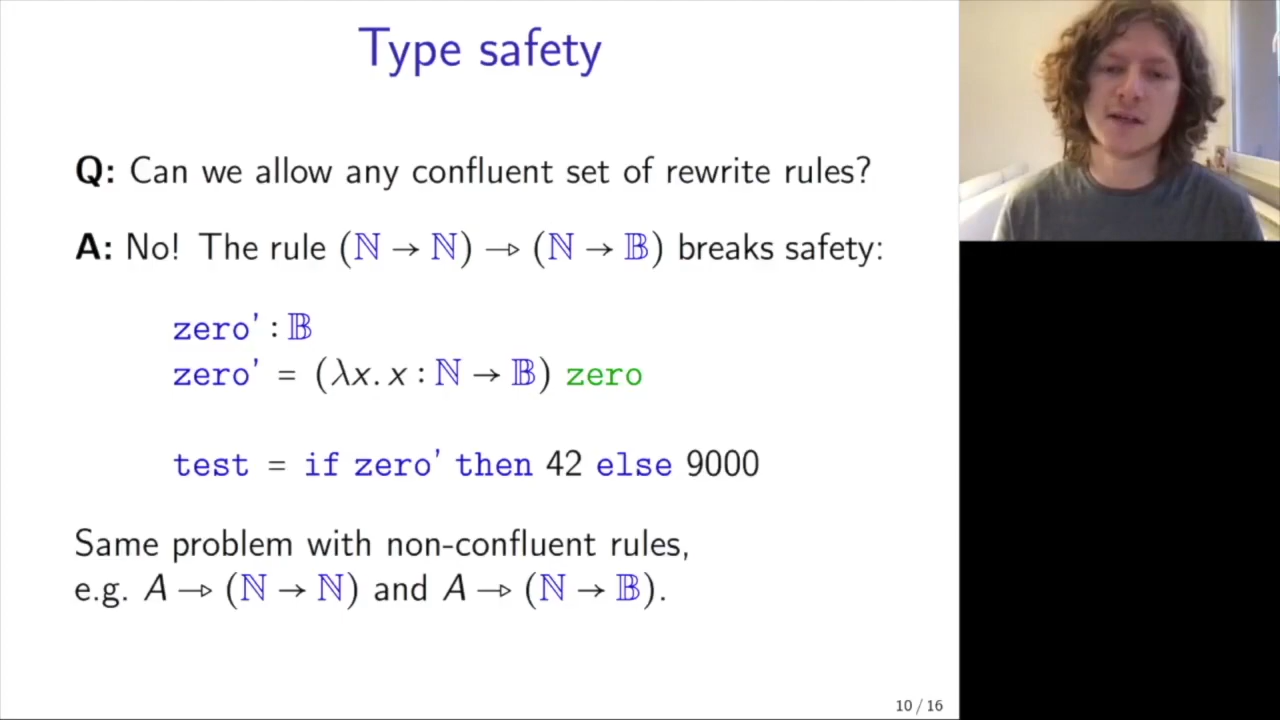 Type safety
Q: Can we allow any confluent set of rewrite rules?
A: No! The rule (ℕ → ℕ) ⇾ (ℕ → 𝔹) breaks safety:
zero' : 𝔹
zero' = (λx. x : ℕ → 𝔹) zero
test = if zero' then 42 else 9000
Same problem with non-confluent rules,
e.g. A ⇾ (ℕ → ℕ) and A ⇾ (ℕ → 𝔹).
10 / 16